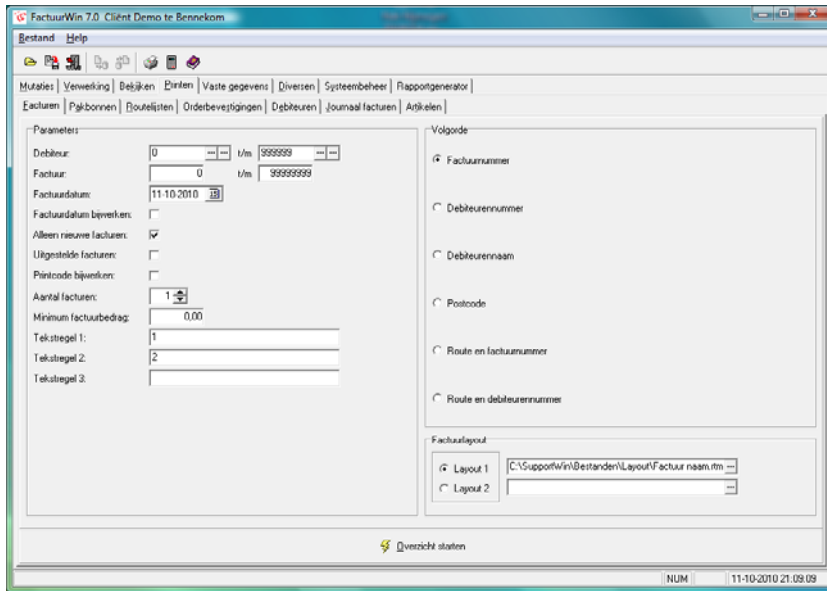 FactuurWin 7.0 Cliënt Demo te Bennekom
Bestand Help
Mutaties Verwerking Bekijken Printen Vaste gegevens Diversen Systeembeheer Rapportgenerator
Facturen Pakbonnen Routelijsten Orderbevestigingen Debiteuren Journaal facturen Artikelen
Parameters
Debiteur: 0 t/m 999999
Factuur: 0 t/m 99999999
Factuurdatum: 11-10-2010
Factuurdatum bijwerken:
Alleen nieuwe facturen:
Uitgestelde facturen:
Printcode bijwerken:
Aantal facturen: 1
Minimum factuurbedrag: 0,00
Tekstregel 1: 1
Tekstregel 2: 2
Tekstregel 3:
Volgorde
Factuurnummer
Debiteurennummer
Debiteurennaam
Postcode
Route en factuurnummer
Route en debiteurennummer
Factuurlayout
Layout 1 C:\SupportWin\Bestanden\Layout\Factuur naam.rtm
Layout 2
Overzicht starten
NUM 11-10-2010 21:09:09